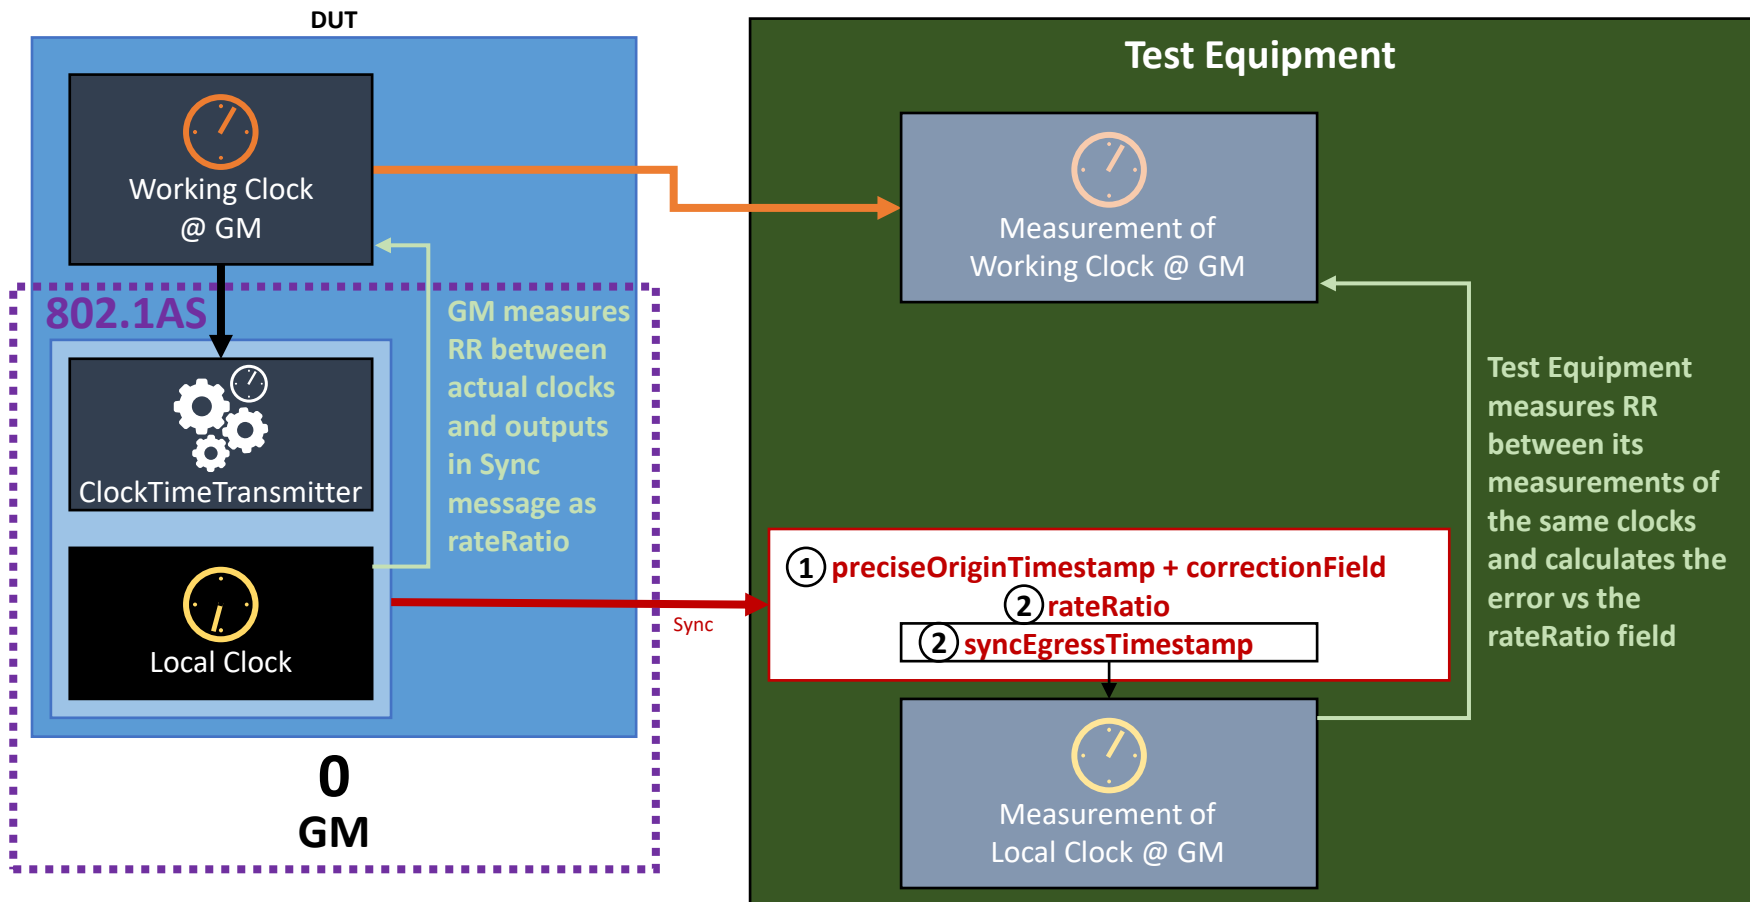 DUT
Working Clock
@ GM
802.1AS
GM measures
RR between
actual clocks
and outputs
in Sync
message as
rateRatio
ClockTimeTransmitter
Local Clock
0
GM
Sync
Test Equipment
Measurement of
Working Clock @ GM
1 preciseOriginTimestamp + correctionField
2 rateRatio
2 syncEgressTimestamp
Measurement of
Local Clock @ GM
Test Equipment
measures RR
between its
measurements of
the same clocks
and calculates the
error vs the
rateRatio field